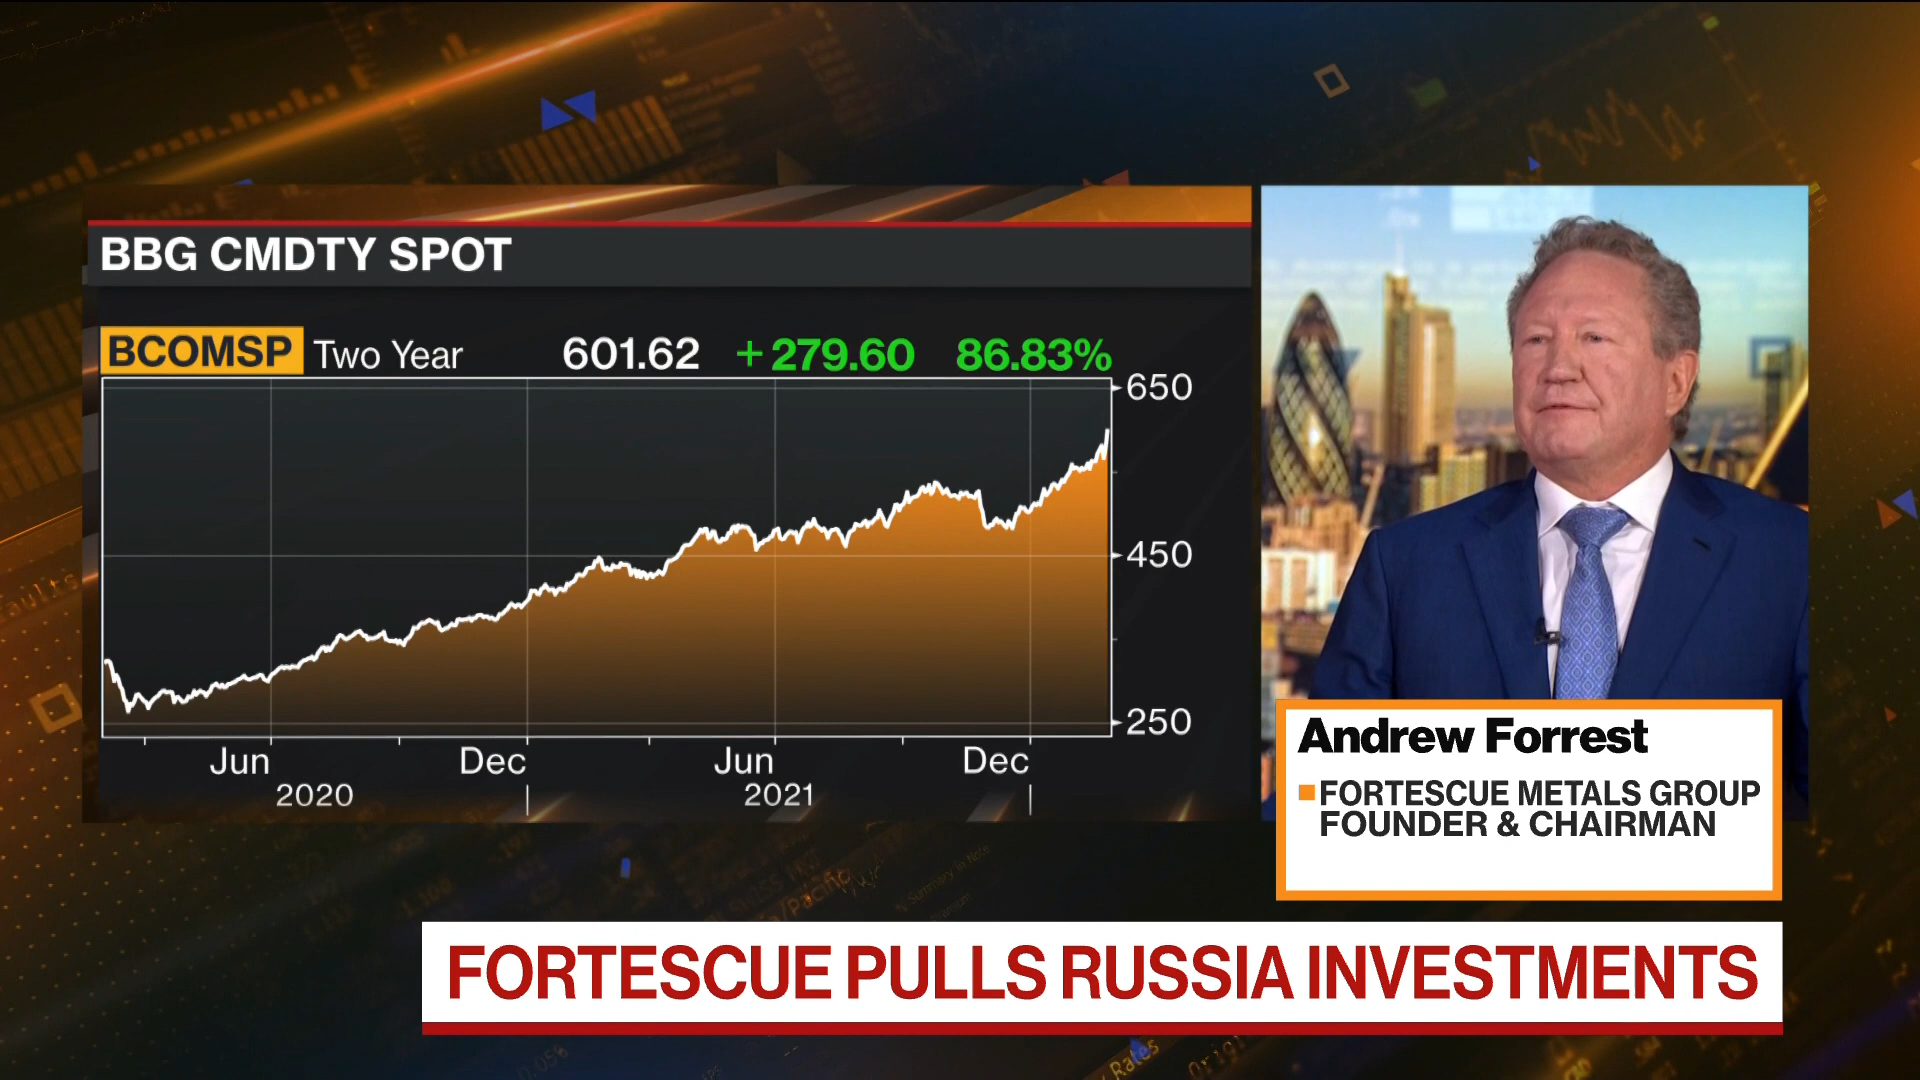 BBG CMDTY SPOT
BCOMSP Two Year 601.62 +279.60 86.83%
650
450
250
Jun Dec Jun Dec
2020 2021
Andrew Forrest
FORTESCUE METALS GROUP
FOUNDER & CHAIRMAN
FORTESCUE PULLS RUSSIA INVESTMENTS
Rates